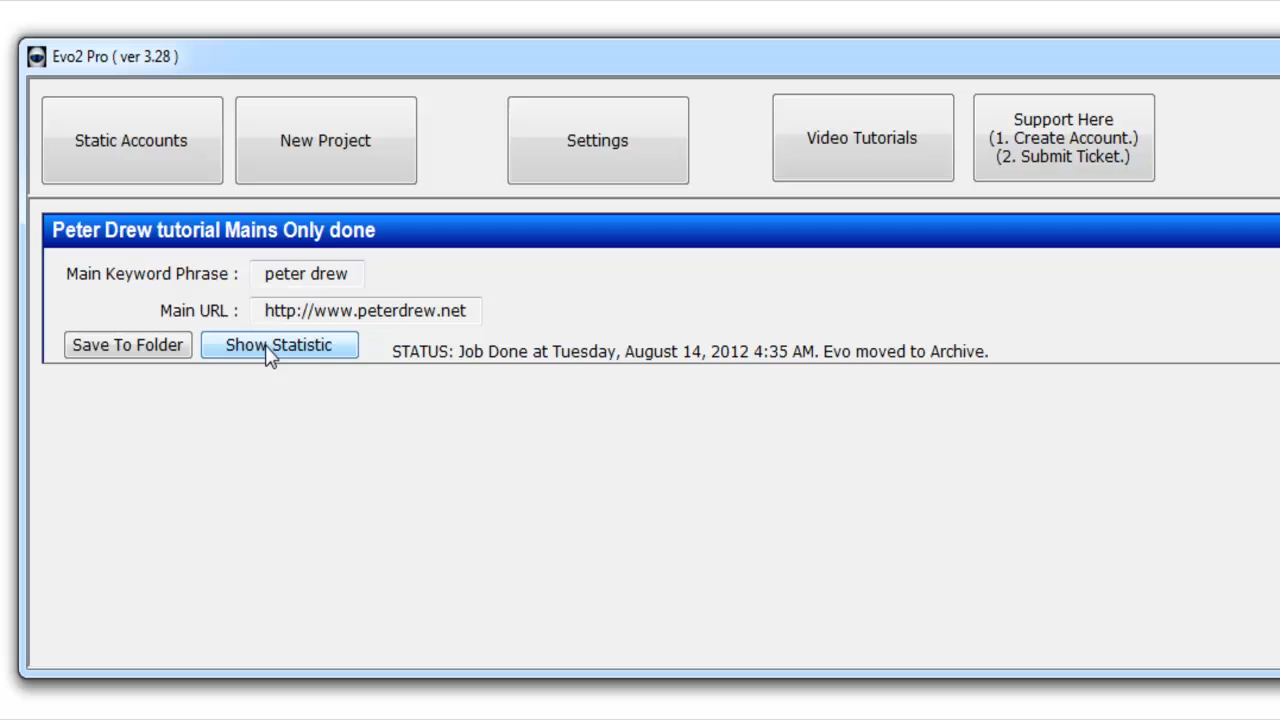 Evo2 Pro ( ver 3.28 )
Static Accounts
New Project
Settings
Video Tutorials
Support Here
(1. Create Account.)
(2. Submit Ticket.)
Peter Drew tutorial Mains Only done
Main Keyword Phrase : peter drew
Main URL : http://www.peterdrew.net
Save To Folder
Show Statistic
STATUS: Job Done at Tuesday, August 14, 2012 4:35 AM. Evo moved to Archive.